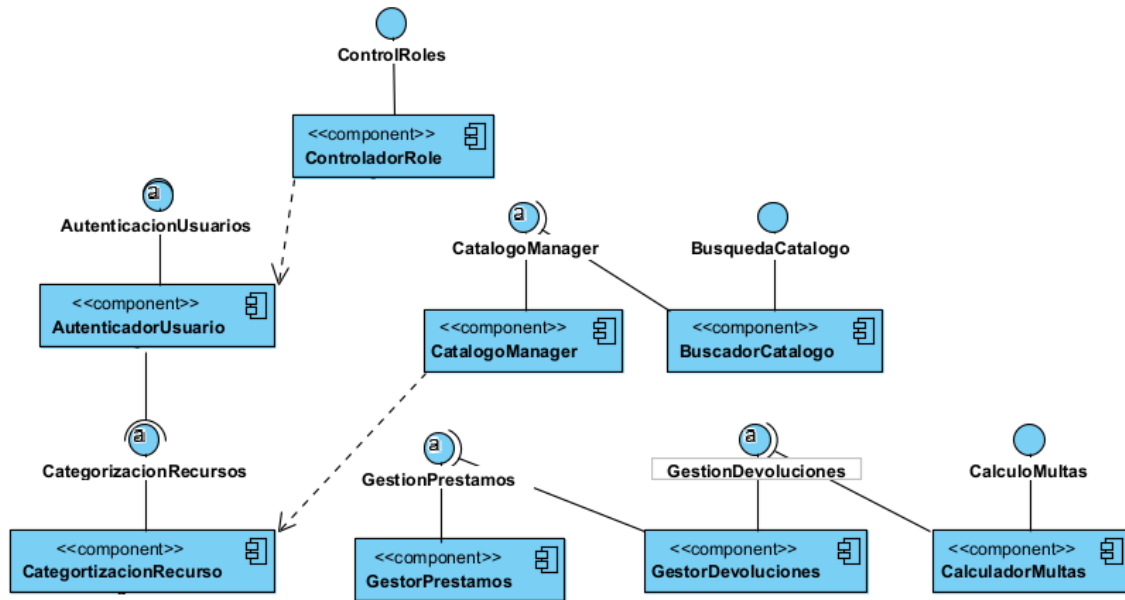 ControlRoles
<<component>>
ControladorRole
a
AutenticacionUsuarios
a
CatalogoManager
BusquedaCatalogo
<<component>>
AutenticadorUsuario
<<component>>
CatalogoManager
<<component>>
BuscadorCatalogo
a
CategorizacionRecursos
a
GestionPrestamos
a
GestionDevoluciones
CalculoMultas
<<component>>
CategortizacionRecurso
<<component>>
GestorPrestamos
<<component>>
GestorDevoluciones
<<component>>
CalculadorMultas